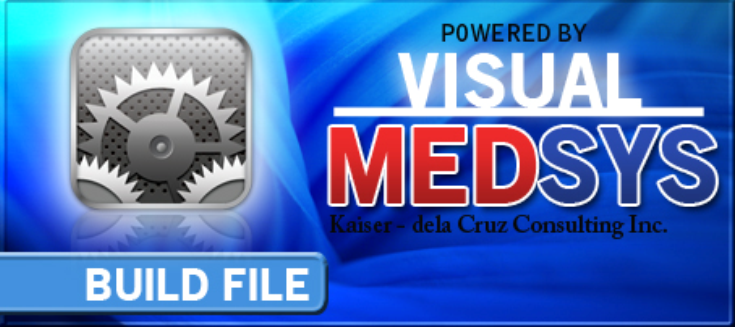 POWERED BY
VISUAL
MEDSYS
Kaiser - dela Cruz Consulting Inc.
BUILD FILE